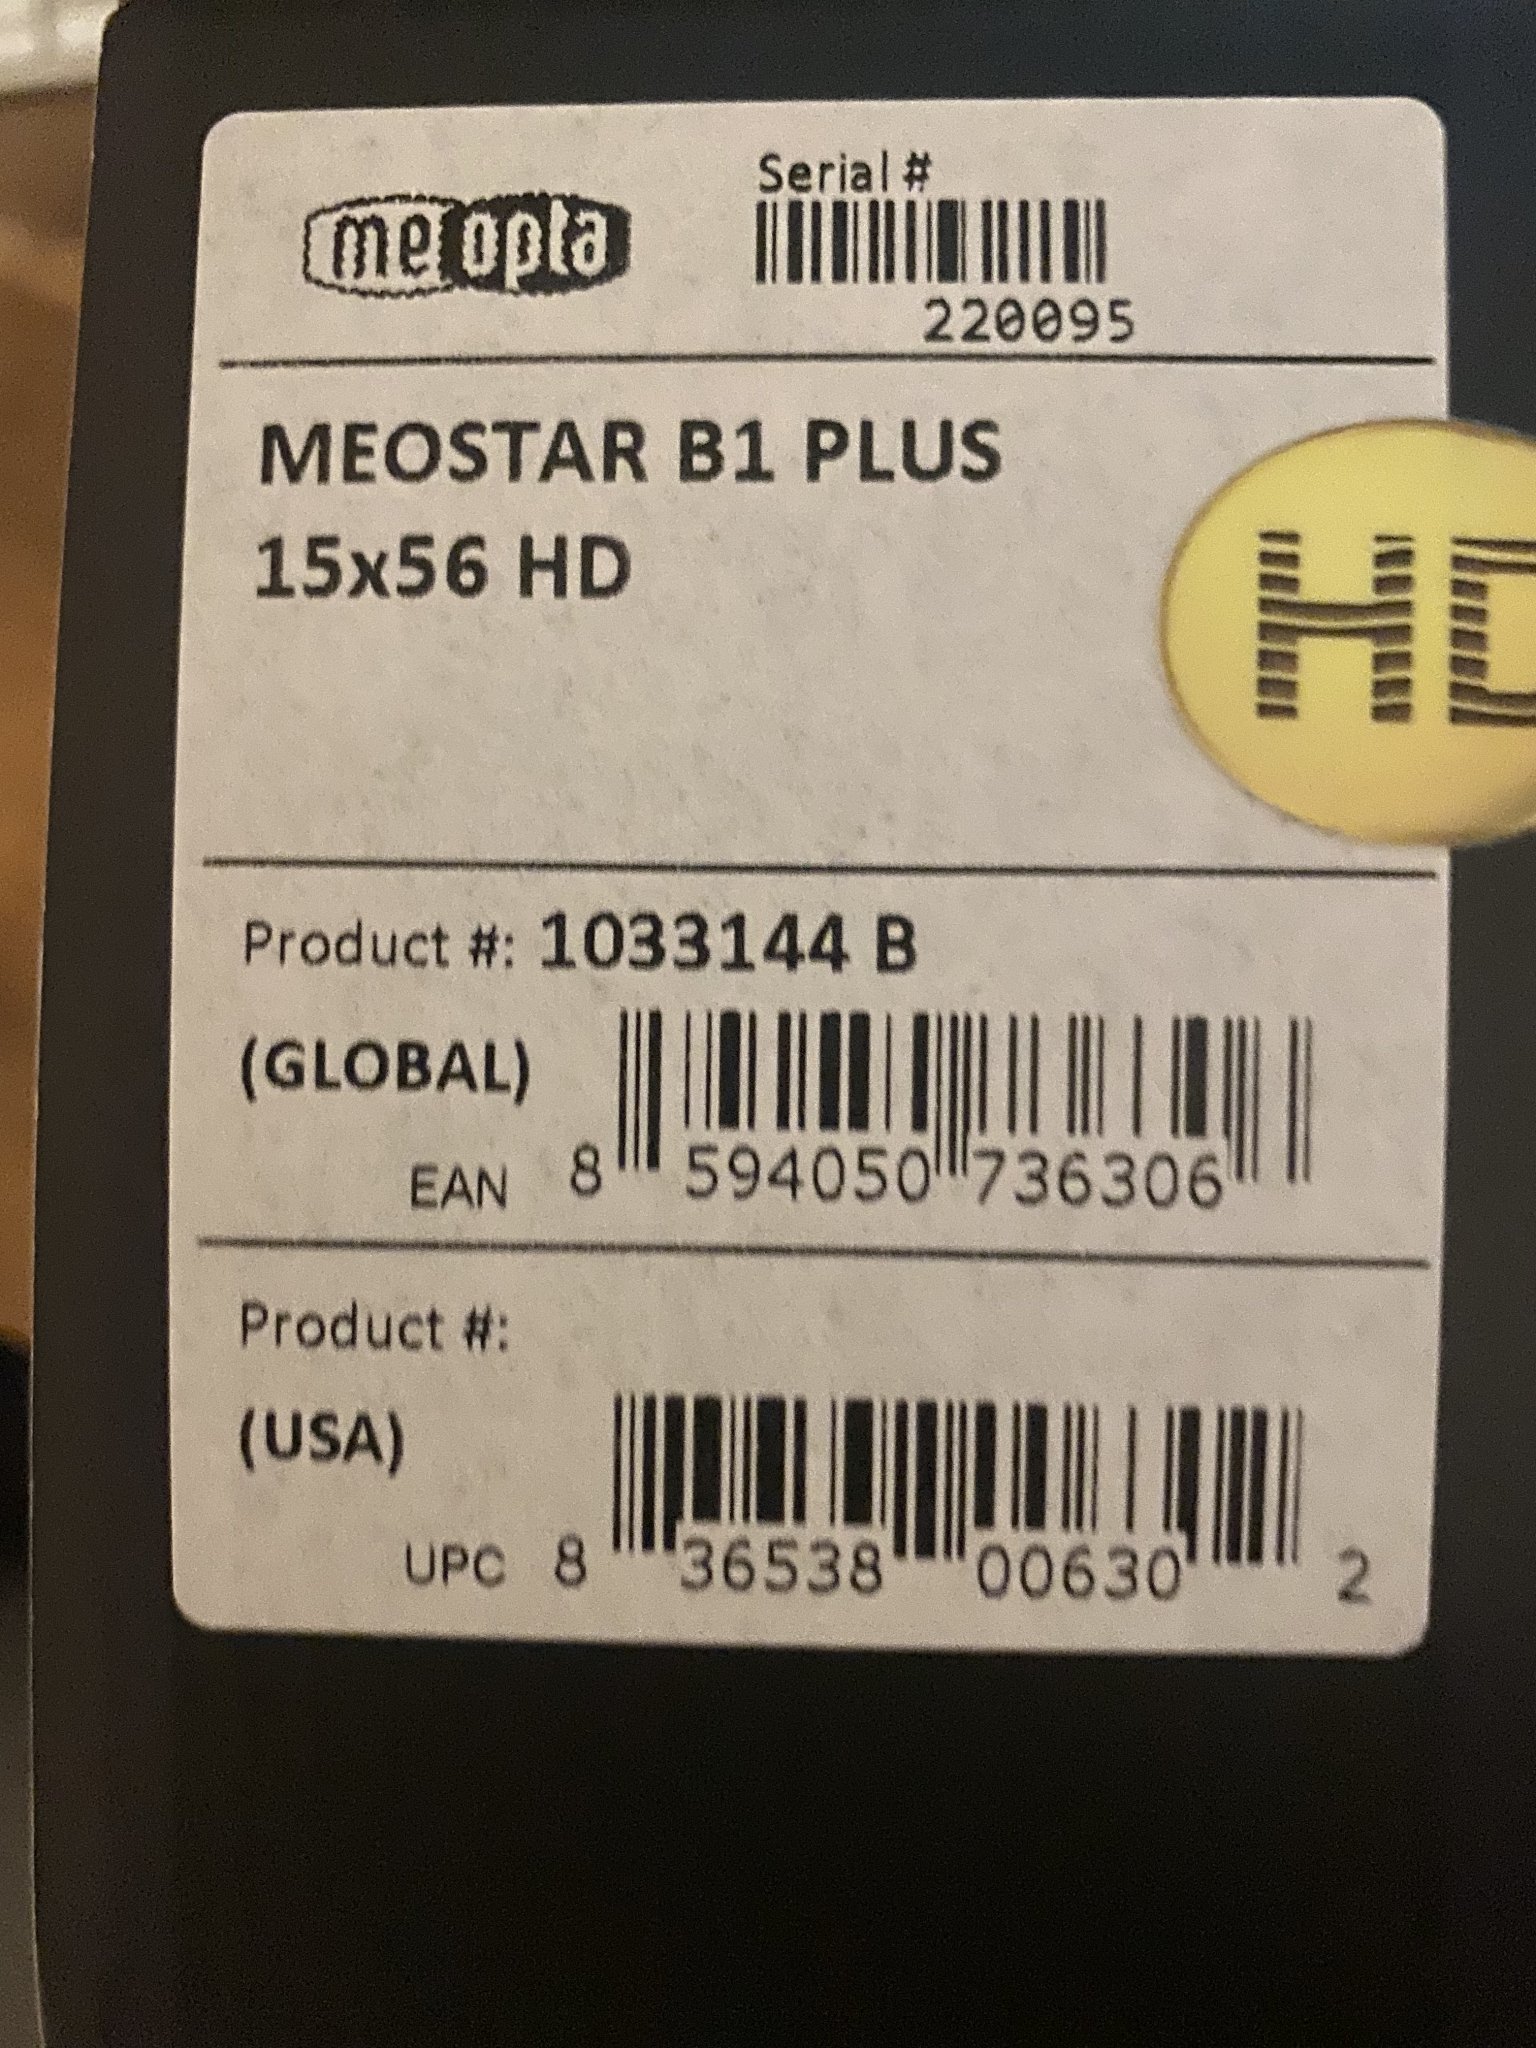 meopta
Serial #
220095
MEOSTAR B1 PLUS
15x56 HD
HD
Product #: 1033144 B
(GLOBAL)
EAN 8 594050 736306
Product #:
(USA)
UPC 8 36538 00630 2